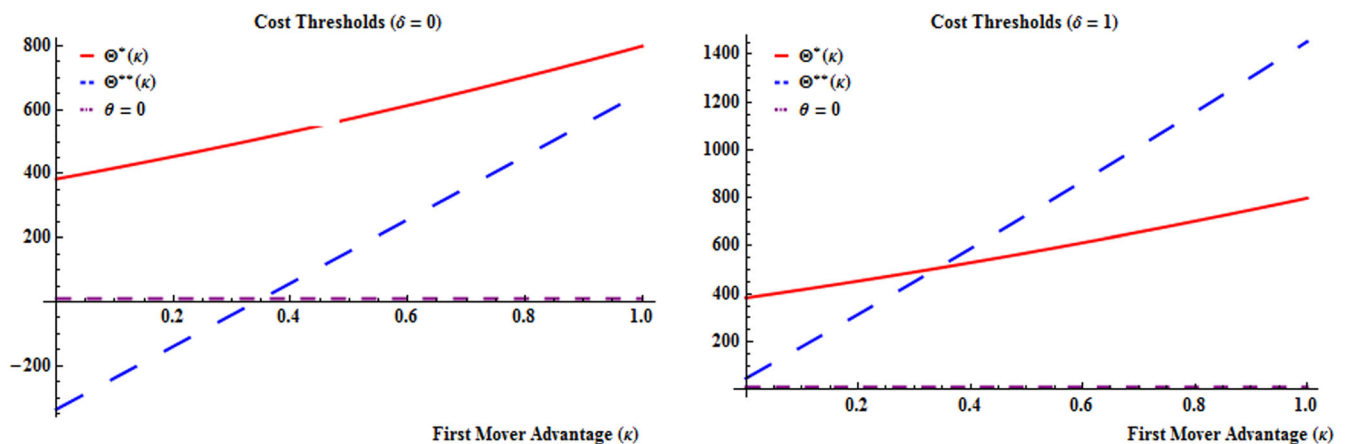 Cost Thresholds (δ = 0)
800
600
400
200
−200
Θ*(κ)
Θ**(κ)
θ = 0
0.2 0.4 0.6 0.8 1.0
First Mover Advantage (κ)
Cost Thresholds (δ = 1)
1400
1200
1000
800
600
400
200
Θ*(κ)
Θ**(κ)
θ = 0
0.2 0.4 0.6 0.8 1.0
First Mover Advantage (κ)